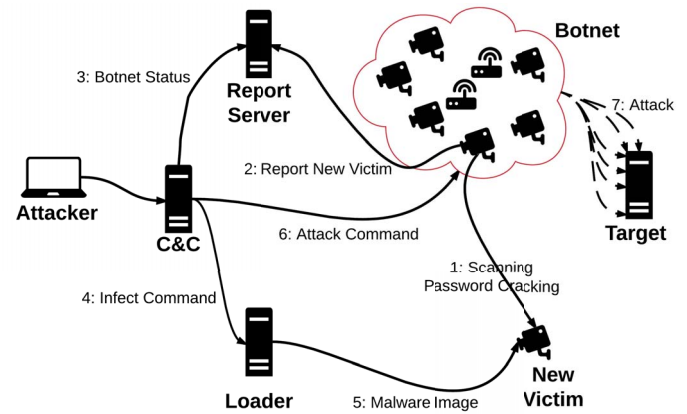 Botnet
3: Botnet Status
Report
Server
7: Attack
2: Report New Victim
Attacker
C&C
6: Attack Command
Target
1: Scanning
Password Cracking
4: Infect Command
Loader
5: Malware Image
New
Victim